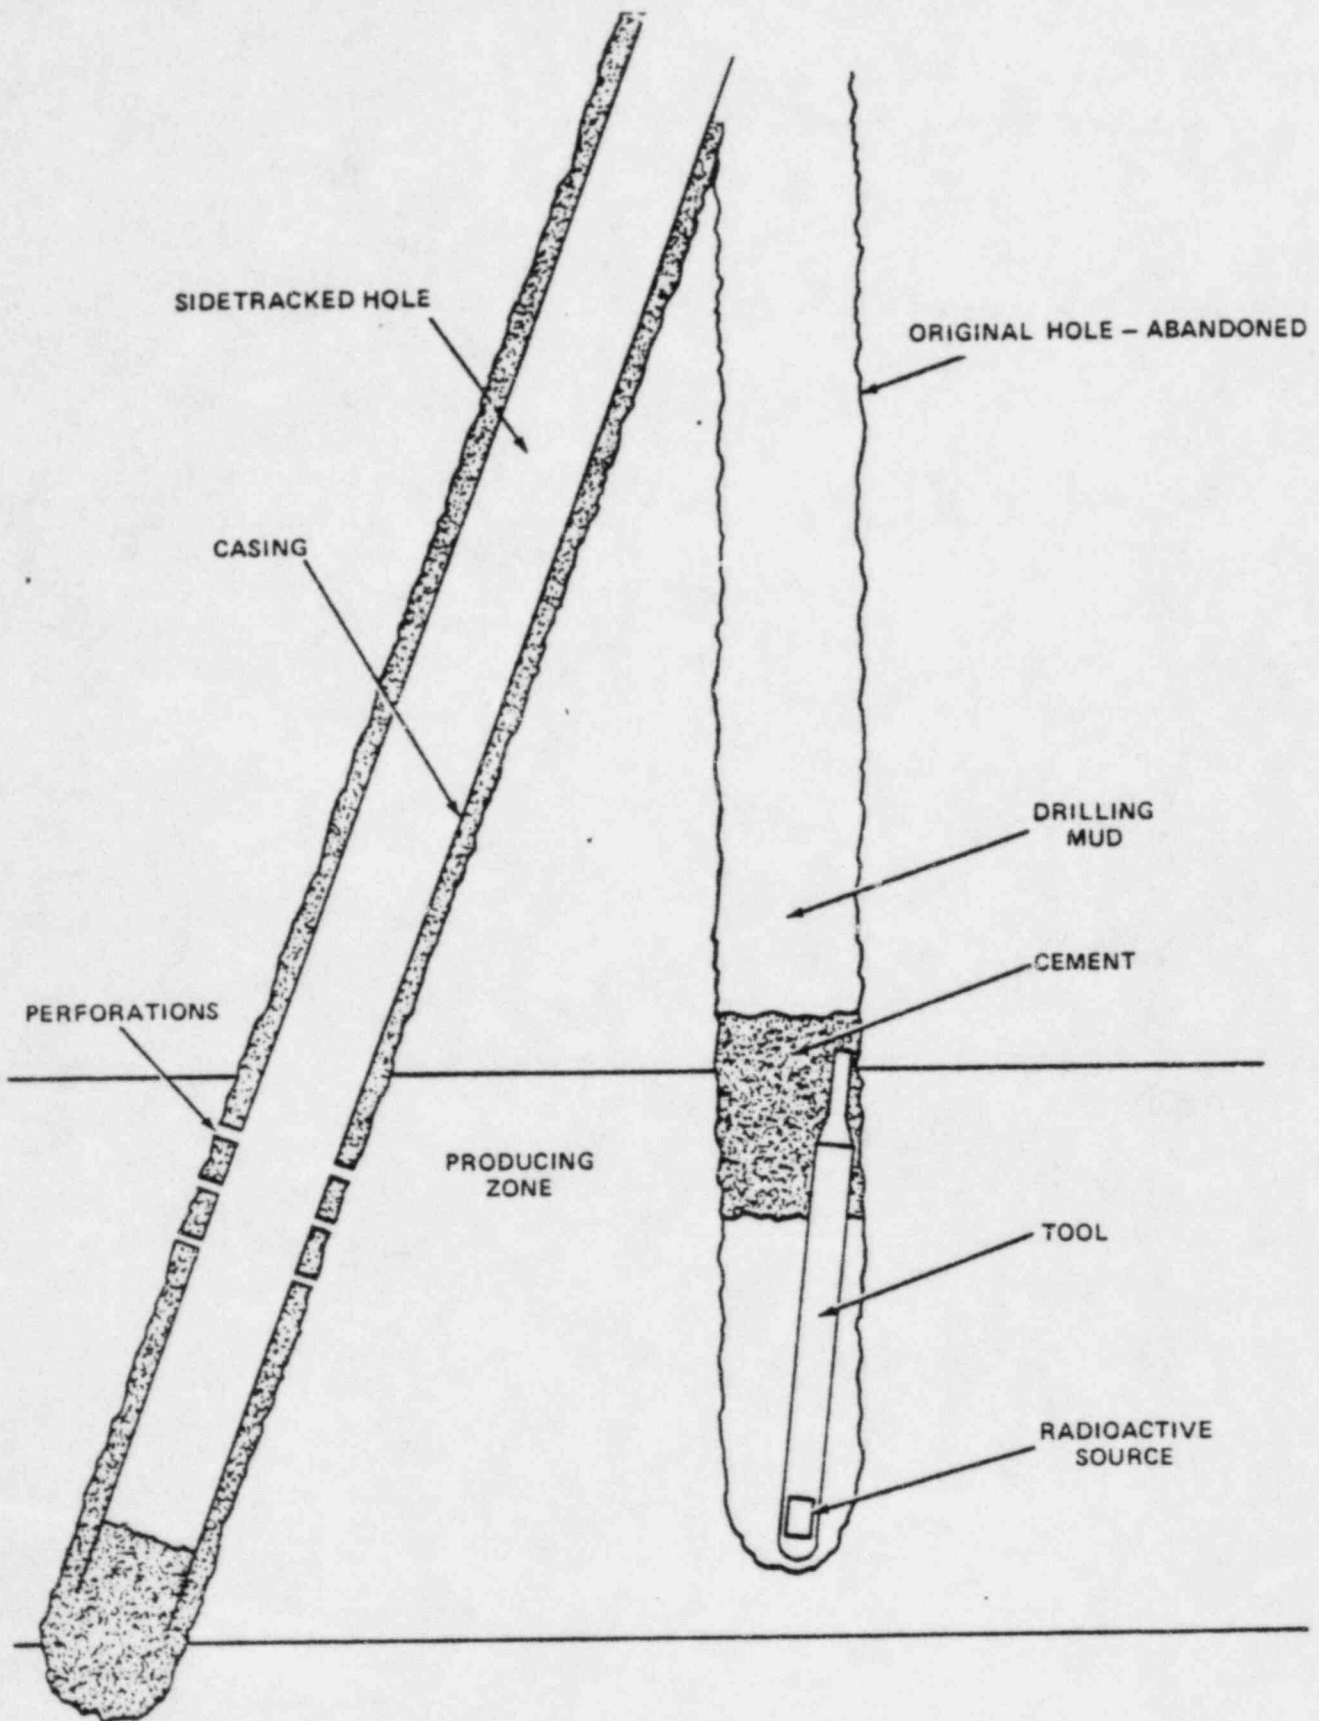 SIDETRACKED HOLE
ORIGINAL HOLE – ABANDONED
CASING
DRILLING
MUD
CEMENT
PERFORATIONS
PRODUCING
ZONE
TOOL
RADIOACTIVE
SOURCE